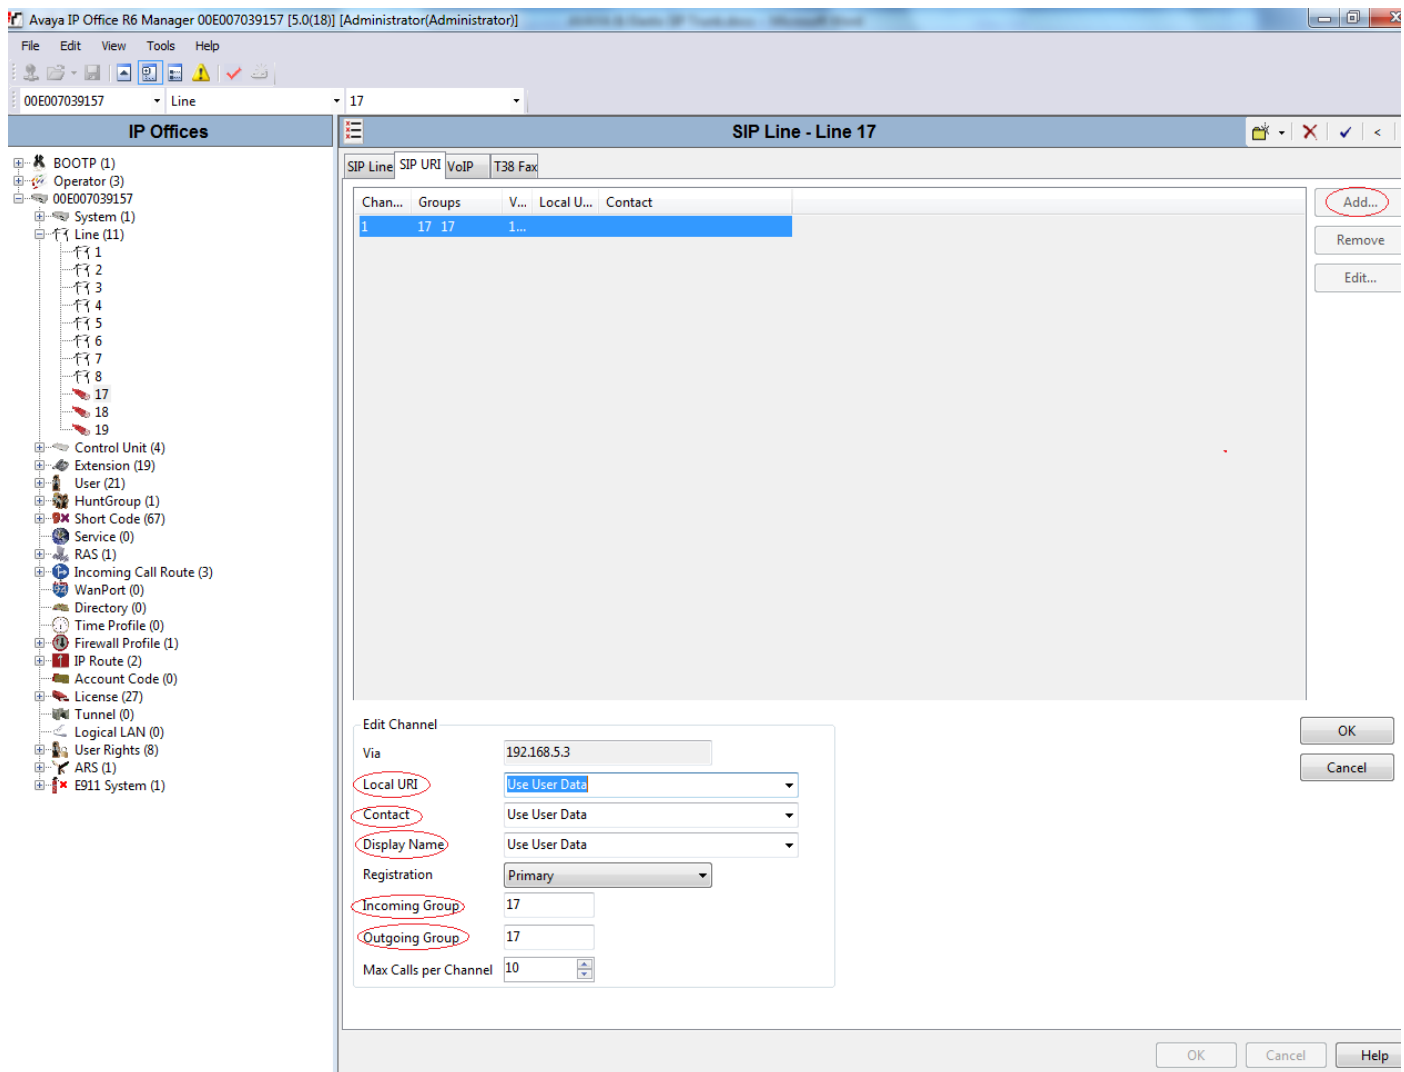 Avaya IP Office R6 Manager 00E007039157 [5.0(18)] [Administrator(Administrator)]
File Edit View Tools Help
00E007039157 Line 17
IP Offices
BOOTP (1)
Operator (3)
00E007039157
System (1)
Line (11)
1
2
3
4
5
6
7
8
17
18
19
Control Unit (4)
Extension (19)
User (21)
HuntGroup (1)
Short Code (67)
Service (0)
RAS (1)
Incoming Call Route (3)
WanPort (0)
Directory (0)
Time Profile (0)
Firewall Profile (1)
IP Route (2)
Account Code (0)
License (27)
Tunnel (0)
Logical LAN (0)
User Rights (8)
ARS (1)
E911 System (1)
SIP Line - Line 17
SIP Line SIP URI VoIP T38 Fax
Chan... Groups V... Local U... Contact
1 17 17 1...
Add...
Remove
Edit...
Edit Channel
Via 192.168.5.3
Local URI Use User Data
Contact Use User Data
Display Name Use User Data
Registration Primary
Incoming Group 17
Outgoing Group 17
Max Calls per Channel 10
OK
Cancel
OK Cancel Help